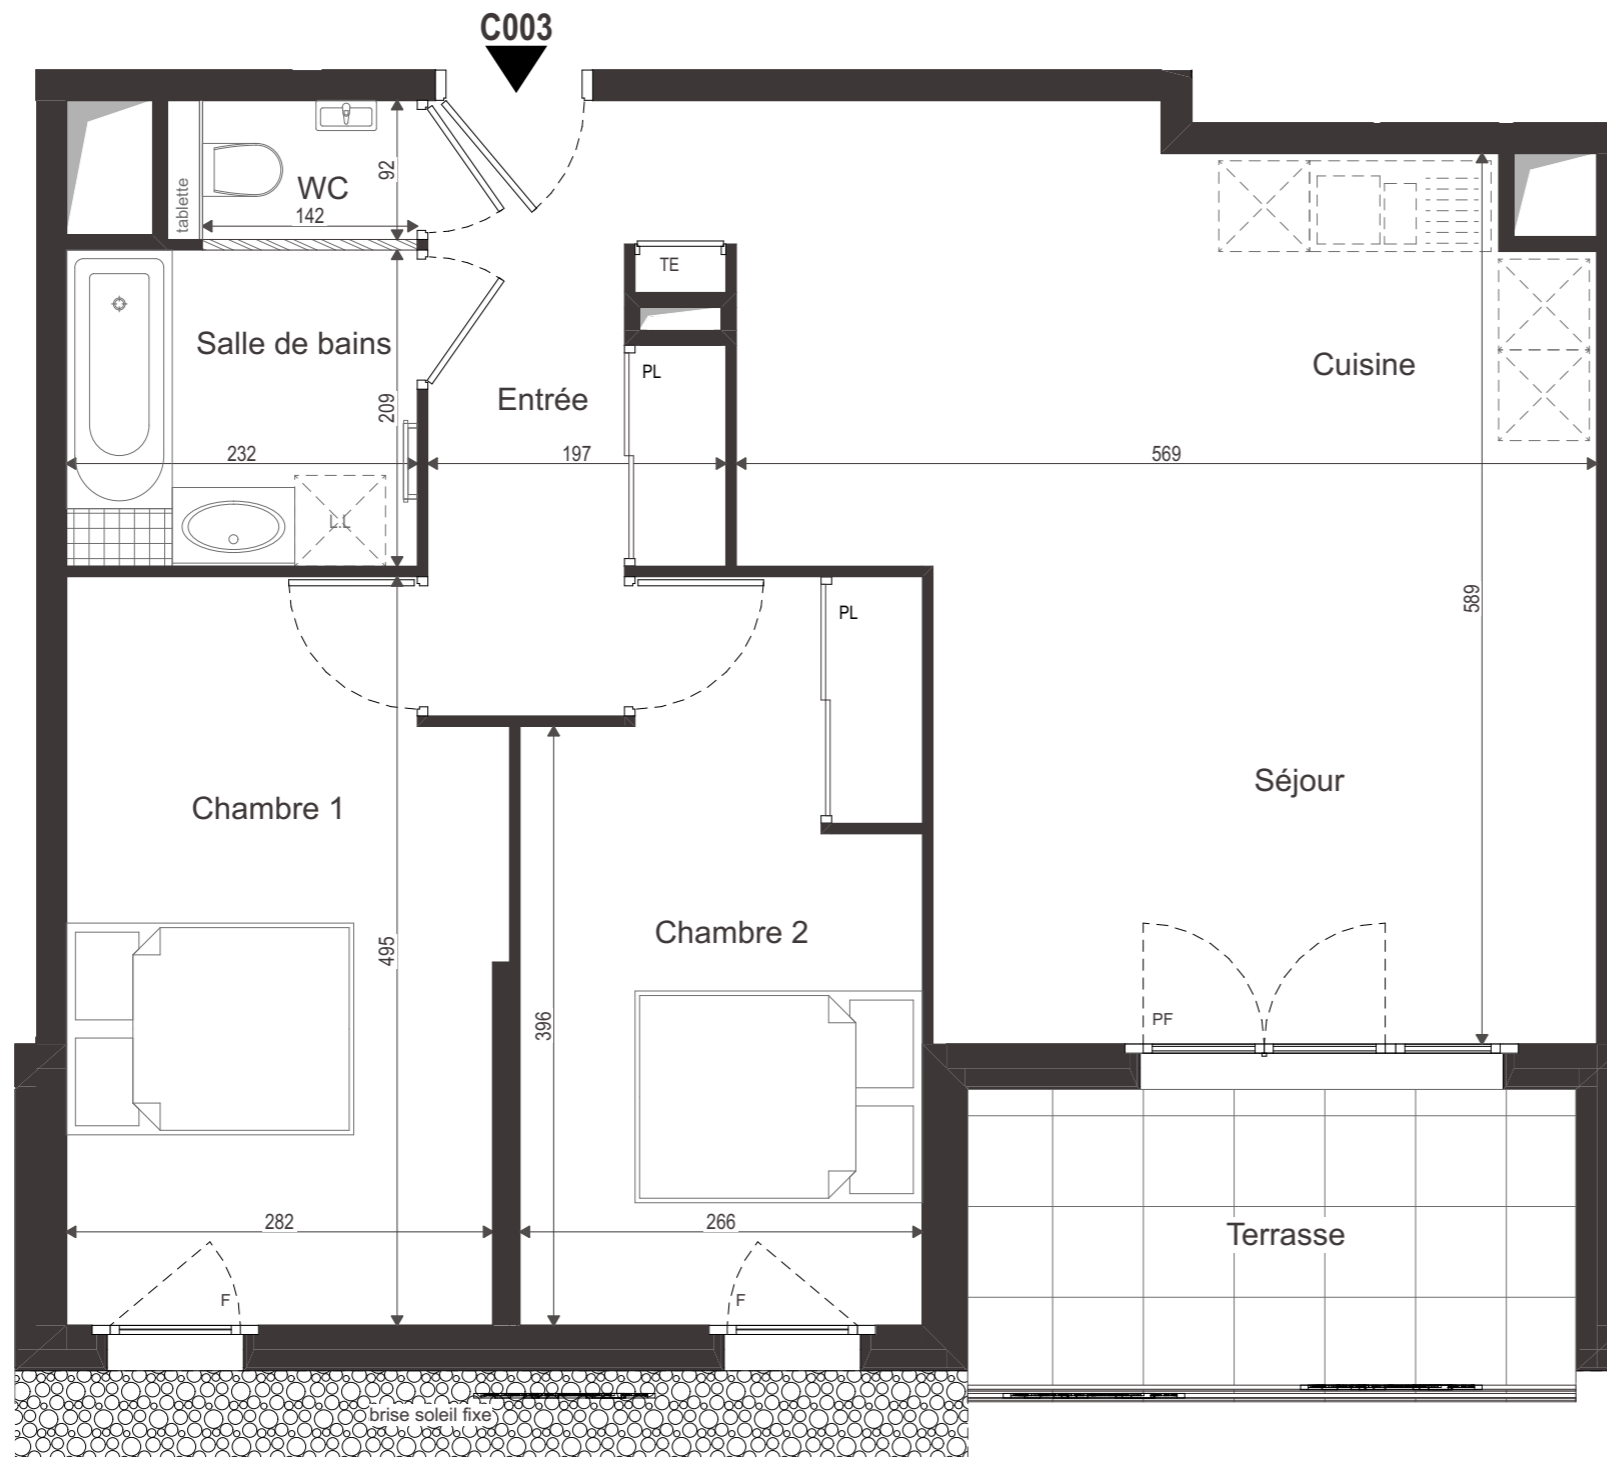 C003
tablette
WC
92
142
TE
Salle de bains
PL
Entrée
Cuisine
209
232
197
569
L.L
589
PL
Séjour
Chambre 1
Chambre 2
495
396
PF
282
266
Terrasse
F
F
brise soleil fixe